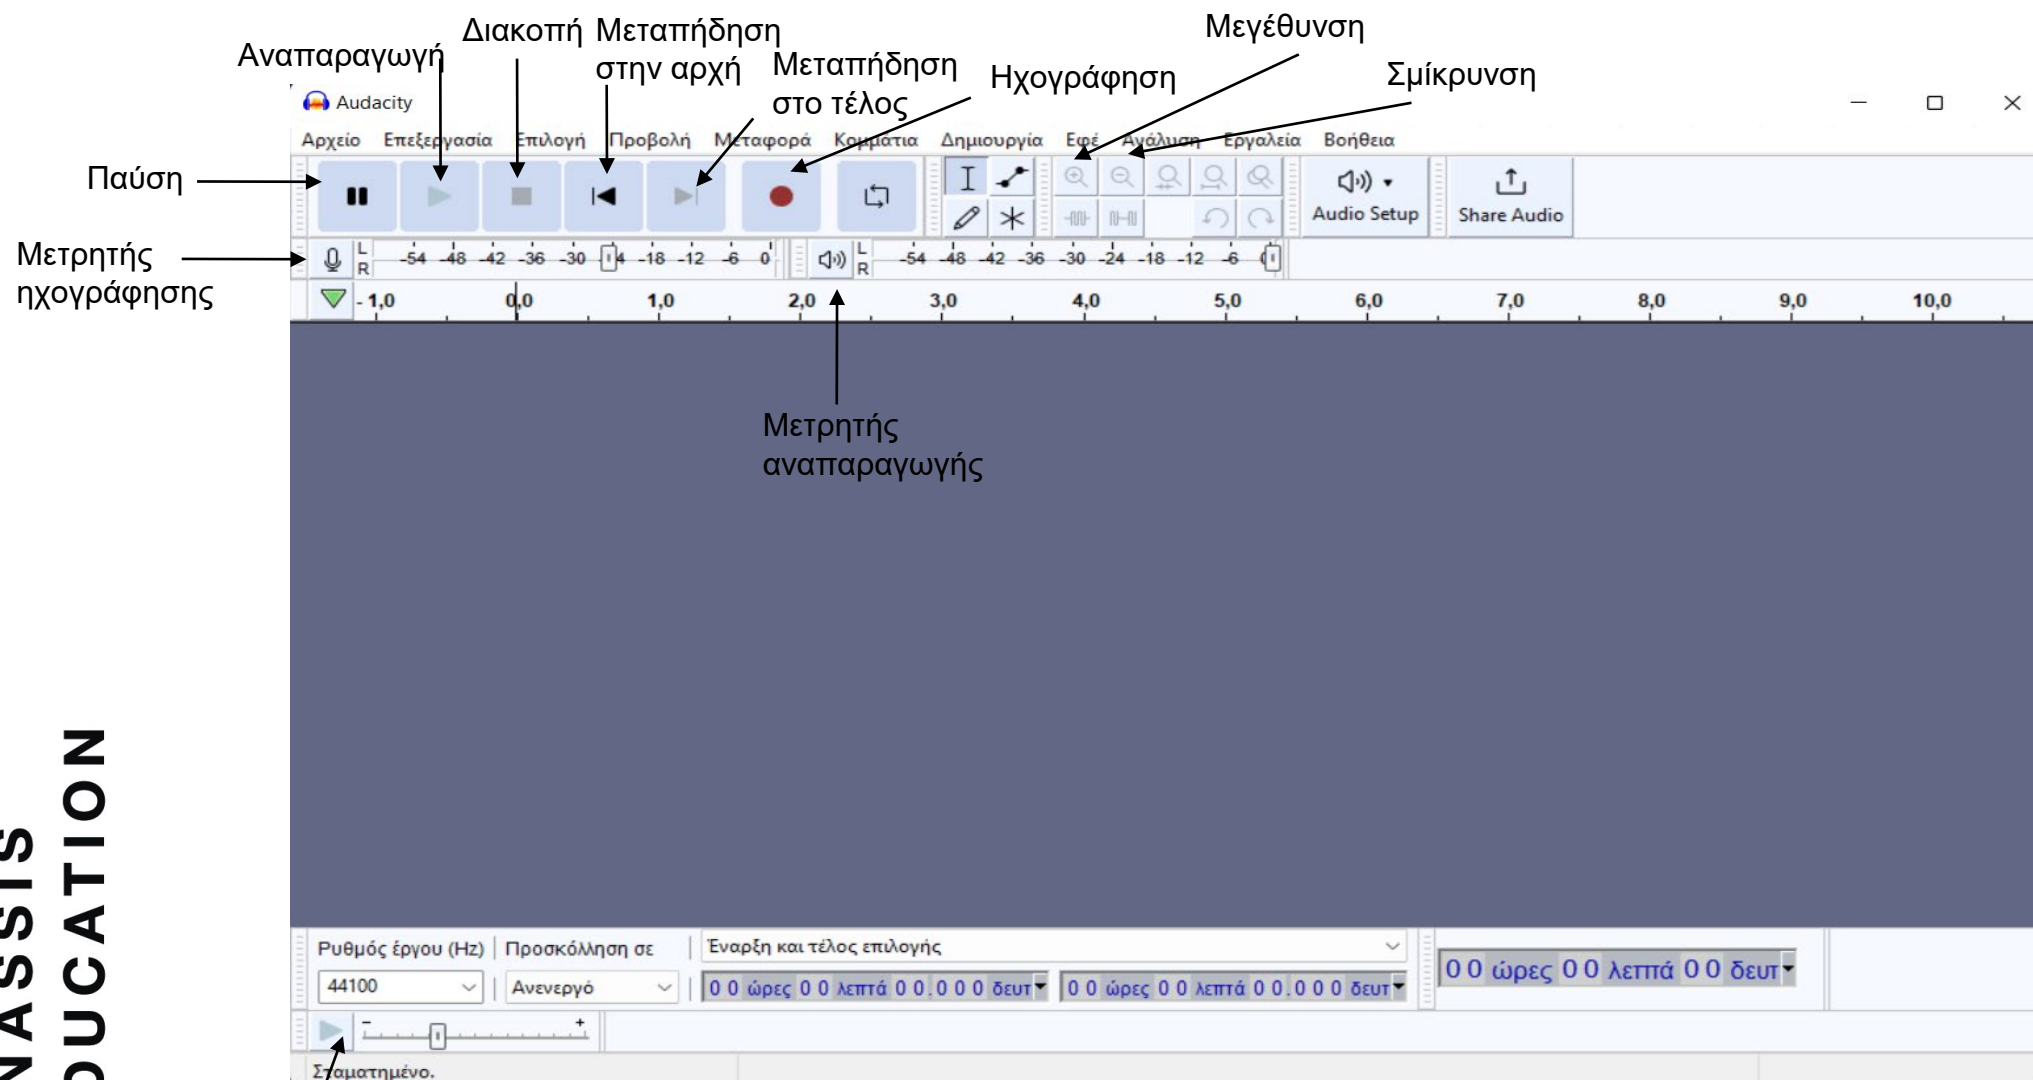 Αναπαραγωγή
Διακοπή
Μεταπήδηση
στην αρχή
Μεταπήδηση
στο τέλος
Ηχογράφηση
Μεγέθυνση
Σμίκρυνση
Audacity
Αρχείο Επεξεργασία Επιλογή Προβολή Μεταφορά Κομμάτια Δημιουργία Εφέ Ανάλυση Εργαλεία Βοήθεια
Παύση
Audio Setup
Share Audio
Μετρητής
ηχογράφησης
L
R
-54 -48 -42 -36 -30 -18 -12 -6 0
L
R
-54 -48 -42 -36 -30 -24 -18 -12 -6
- 1,0 0,0 1,0 2,0 3,0 4,0 5,0 6,0 7,0 8,0 9,0 10,0
Μετρητής
αναπαραγωγής
Ρυθμός έργου (Hz) Προσκόλληση σε Έναρξη και τέλος επιλογής
44100 Ανενεργό 0 0 ώρες 0 0 λεπτά 0 0 . 0 0 0 δευτ 0 0 ώρες 0 0 λεπτά 0 0 . 0 0 0 δευτ
0 0 ώρες 0 0 λεπτά 0 0 δευτ
- +
Σταματημένο.
NASSIS
DUCATION